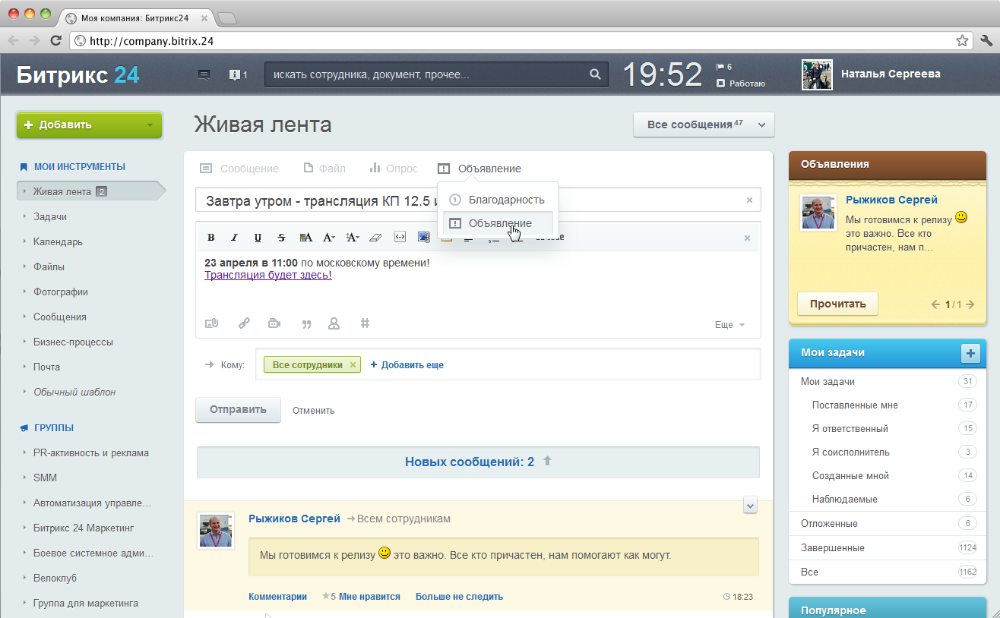 Моя компания: Битрикс24
http://company.bitrix.24
Битрикс 24
1
искать сотрудника, документ, прочее...
19:52
6
Работаю
Наталья Сергеева
Добавить
Живая лента
Все сообщения 47
МОИ ИНСТРУМЕНТЫ
Живая лента 2
Задачи
Календарь
Файлы
Фотографии
Сообщения
Бизнес-процессы
Почта
Обычный шаблон
ГРУППЫ
PR-активность и реклама
SMM
Автоматизация управле...
Битрикс 24 Маркетинг
Боевое системное адми...
Велоклуб
Группа для маркетинга
Сообщение Файл Опрос Объявление
Благодарность
Объявление
Завтра утром - трансляция КП 12.5
23 апреля в 11:00 по московскому времени!
Трансляция будет здесь!
Еще
Кому: Все сотрудники + Добавить еще
Отправить Отменить
Новых сообщений: 2
Рыжиков Сергей Всем сотрудникам
Мы готовимся к релизу это важно. Все кто причастен, нам помогают как могут.
Комментарии 5 Мне нравится Больше не следить 18:23
Объявления
Рыжиков Сергей
Мы готовимся к релизу
это важно. Все кто
причастен, нам п...
Прочитать 1/1
Мои задачи
Мои задачи 31
Поставленные мне 17
Я ответственный 15
Я соисполнитель 3
Созданные мной 14
Наблюдаемые 6
Отложенные 6
Завершенные 1124
Все 1162
Популярное